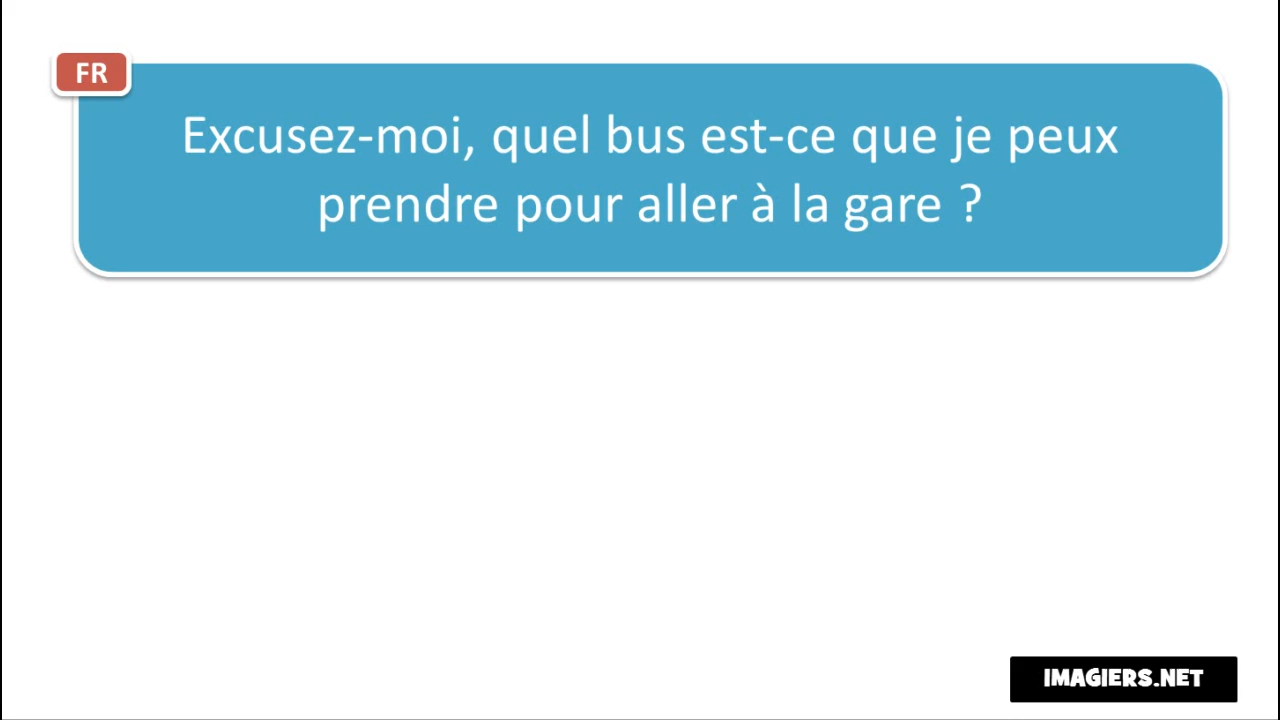 FR
Excusez-moi, quel bus est-ce que je peux
prendre pour aller à la gare ?
IMAGIERS.NET